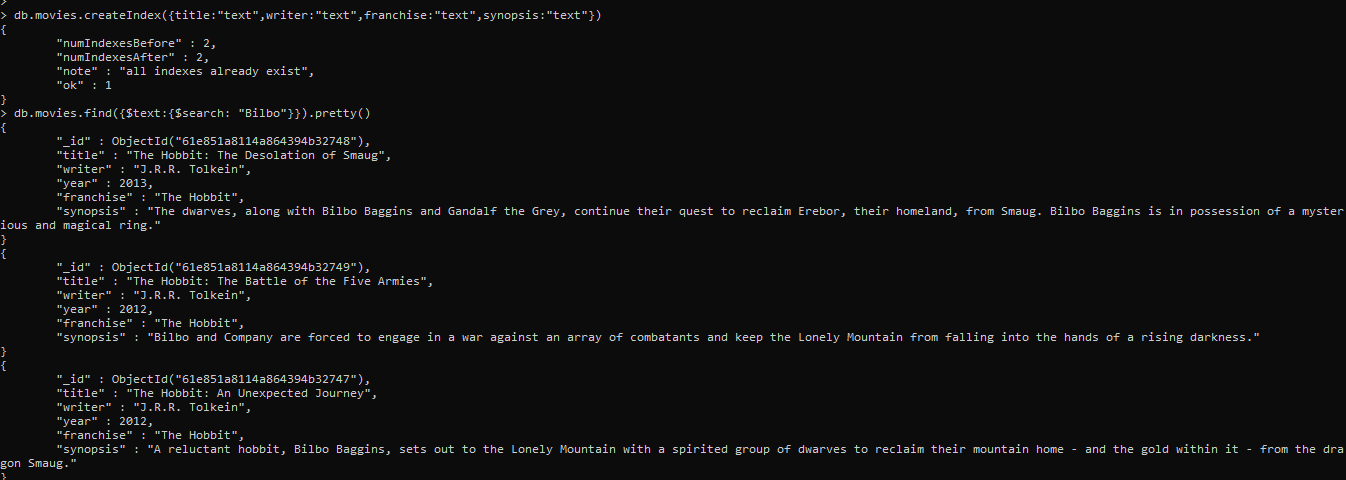 >
> db.movies.createIndex({title:"text",writer:"text",franchise:"text",synopsis:"text"})
{
"numIndexesBefore" : 2,
"numIndexesAfter" : 2,
"note" : "all indexes already exist",
"ok" : 1
}
> db.movies.find({$text:{$search: "Bilbo"}}).pretty()
{
"_id" : ObjectId("61e851a8114a864394b32748"),
"title" : "The Hobbit: The Desolation of Smaug",
"writer" : "J.R.R. Tolkein",
"year" : 2013,
"franchise" : "The Hobbit",
"synopsis" : "The dwarves, along with Bilbo Baggins and Gandalf the Grey, continue their quest to reclaim Erebor, their homeland, from Smaug. Bilbo Baggins is in possession of a myster
ious and magical ring."
}
{
"_id" : ObjectId("61e851a8114a864394b32749"),
"title" : "The Hobbit: The Battle of the Five Armies",
"writer" : "J.R.R. Tolkein",
"year" : 2012,
"franchise" : "The Hobbit",
"synopsis" : "Bilbo and Company are forced to engage in a war against an array of combatants and keep the Lonely Mountain from falling into the hands of a rising darkness."
}
{
"_id" : ObjectId("61e851a8114a864394b32747"),
"title" : "The Hobbit: An Unexpected Journey",
"writer" : "J.R.R. Tolkein",
"year" : 2012,
"franchise" : "The Hobbit",
"synopsis" : "A reluctant hobbit, Bilbo Baggins, sets out to the Lonely Mountain with a spirited group of dwarves to reclaim their mountain home - and the gold within it - from the dra
gon Smaug."
}